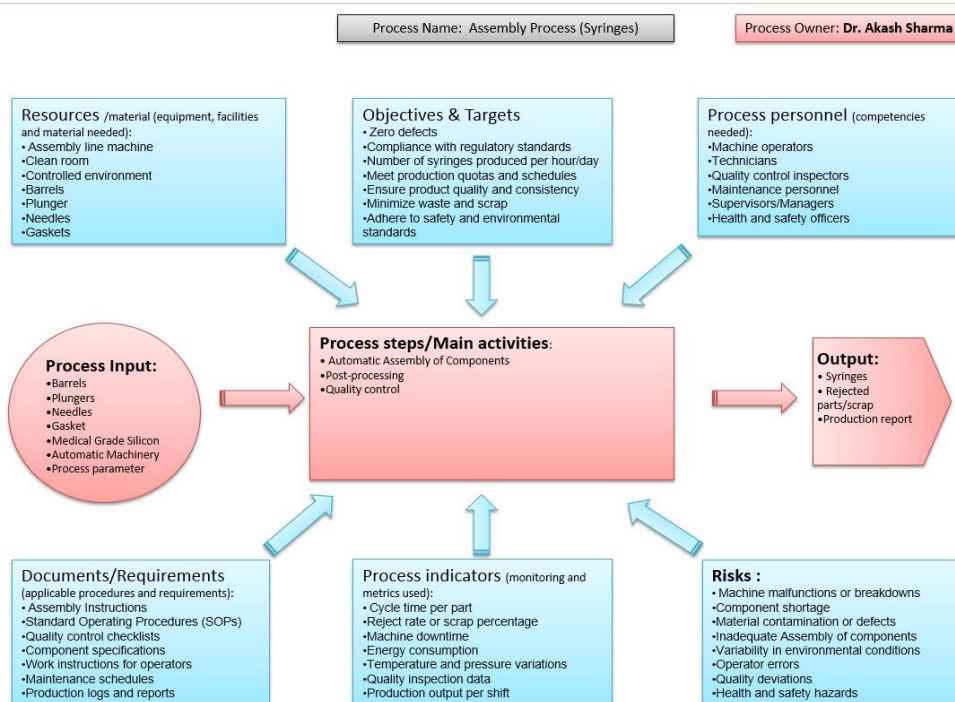 Process Name: Assembly Process (Syringes)
Process Owner: Dr. Akash Sharma
Resources /material (equipment, facilities
and material needed):
• Assembly line machine
•Clean room
•Controlled environment
•Barrels
•Plunger
•Needles
•Gaskets
Objectives & Targets
• Zero defects
•Compliance with regulatory standards
•Number of syringes produced per hour/day
•Meet production quotas and schedules
•Ensure product quality and consistency
•Minimize waste and scrap
•Adhere to safety and environmental
standards
Process personnel (competencies
needed):
•Machine operators
•Technicians
•Quality control inspectors
•Maintenance personnel
•Supervisors/Managers
•Health and safety officers
Process Input:
•Barrels
•Plungers
•Needles
•Gasket
•Medical Grade Silicon
•Automatic Machinery
•Process parameter
Process steps/Main activities:
• Automatic Assembly of Components
•Post-processing
•Quality control
Output:
• Syringes
• Rejected
parts/scrap
•Production report
Documents/Requirements
(applicable procedures and requirements):
• Assembly Instructions
•Standard Operating Procedures (SOPs)
•Quality control checklists
•Component specifications
•Work instructions for operators
•Maintenance schedules
•Production logs and reports
Process indicators (monitoring and
metrics used):
• Cycle time per part
•Reject rate or scrap percentage
•Machine downtime
•Energy consumption
•Temperature and pressure variations
•Quality inspection data
•Production output per shift
Risks :
• Machine malfunctions or breakdowns
•Component shortage
•Material contamination or defects
•Inadequate Assembly of components
•Variability in environmental conditions
•Operator errors
•Quality deviations
•Health and safety hazards